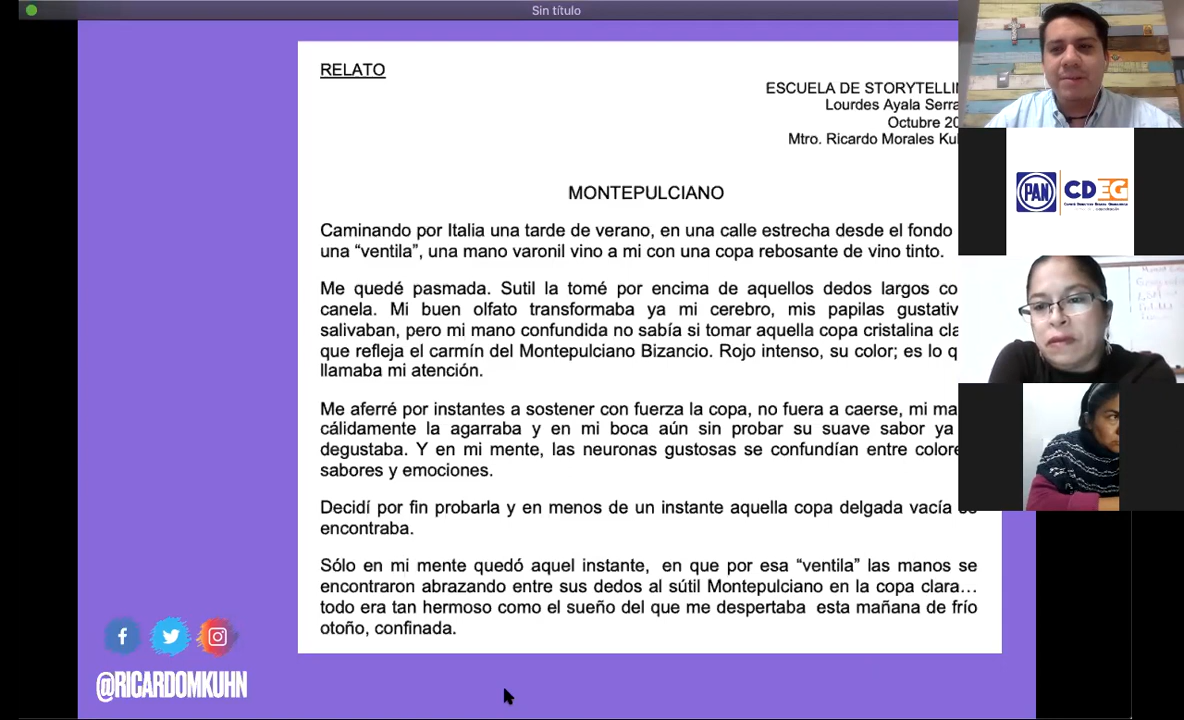 Sin título
RELATO
ESCUELA DE STORYTELLIN
Lourdes Ayala Serra
Octubre 20
Mtro. Ricardo Morales Ku
MONTEPULCIANO
Caminando por Italia una tarde de verano, en una calle estrecha desde el fondo
una “ventila”, una mano varonil vino a mi con una copa rebosante de vino tinto.
Me quedé pasmada. Sutil la tomé por encima de aquellos dedos largos co
canela. Mi buen olfato transformaba ya mi cerebro, mis papilas gustativ
salivaban, pero mi mano confundida no sabía si tomar aquella copa cristalina cla
que refleja el carmín del Montepulciano Bizancio. Rojo intenso, su color; es lo q
llamaba mi atención.
Me aferré por instantes a sostener con fuerza la copa, no fuera a caerse, mi ma
cálidamente la agarraba y en mi boca aún sin probar su suave sabor ya
degustaba. Y en mi mente, las neuronas gustosas se confundían entre colore
sabores y emociones.
Decidí por fin probarla y en menos de un instante aquella copa delgada vacía se
encontraba.
Sólo en mi mente quedó aquel instante, en que por esa “ventila” las manos se
encontraron abrazando entre sus dedos al sútil Montepulciano en la copa clara…
todo era tan hermoso como el sueño del que me despertaba esta mañana de frío
otoño, confinada.
@RICARDOMKUHN
PAN
CDEG